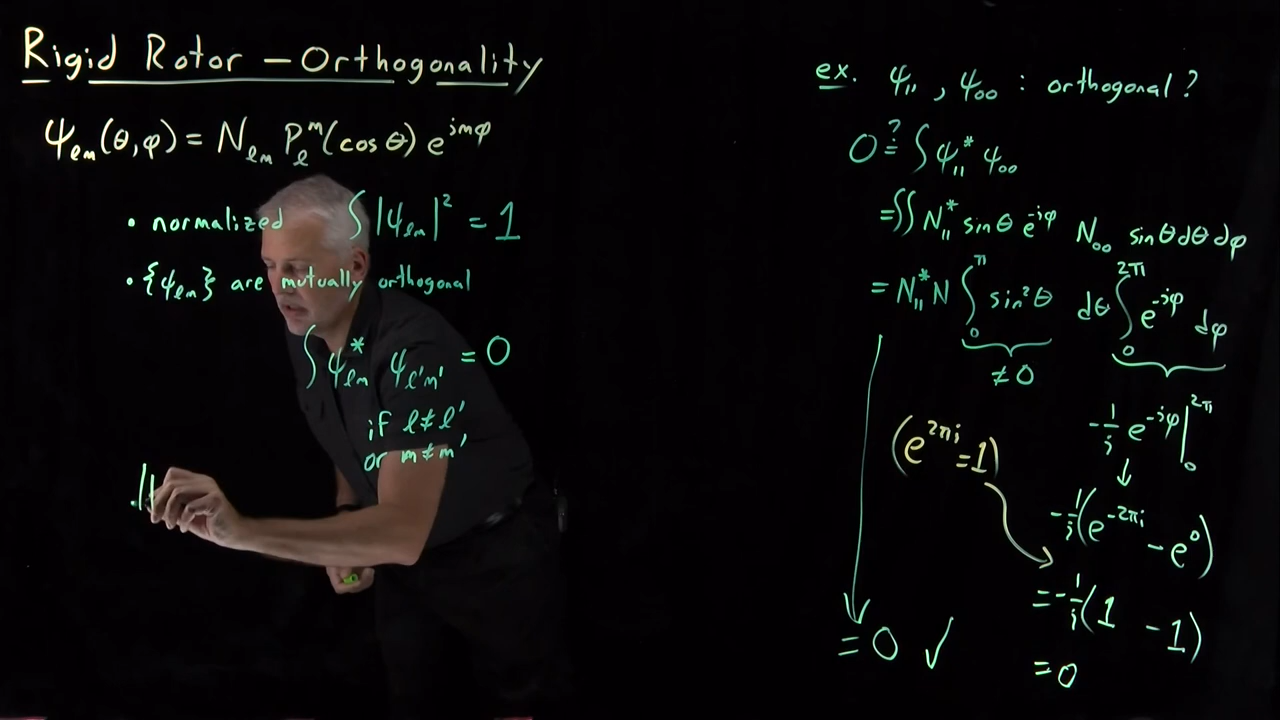 Rigid Rotor – Orthogonality
ψₗₘ(θ,φ) = Nₗₘ Pₗᵐ(cos θ) e^{imφ}
• normalized ∫|ψₗₘ|² = 1
• {ψₗₘ} are mutually orthogonal
∫ ψ*ₗₘ ψₗ′ₘ′ = 0
if ℓ ≠ ℓ′
or m ≠ m′
ex. ψ₁₁ , ψ₀₀ : orthogonal ?
0 ≟ ∫ ψ₁₁* ψ₀₀
= ∫∫ N₁₁* sin θ e^{-iφ} N₀₀ sin θ dθ dφ
= N₁₁* N ∫₀^π sin²θ dθ ∫₀^{2π} e^{-iφ} dφ
≠ 0
-1/i e^{-iφ} |₀^{2π}
(e^{2πi} = 1)
↓
-1/i (e^{-2πi} - e⁰)
= -1/i (1 - 1)
= 0 ✓
= 0